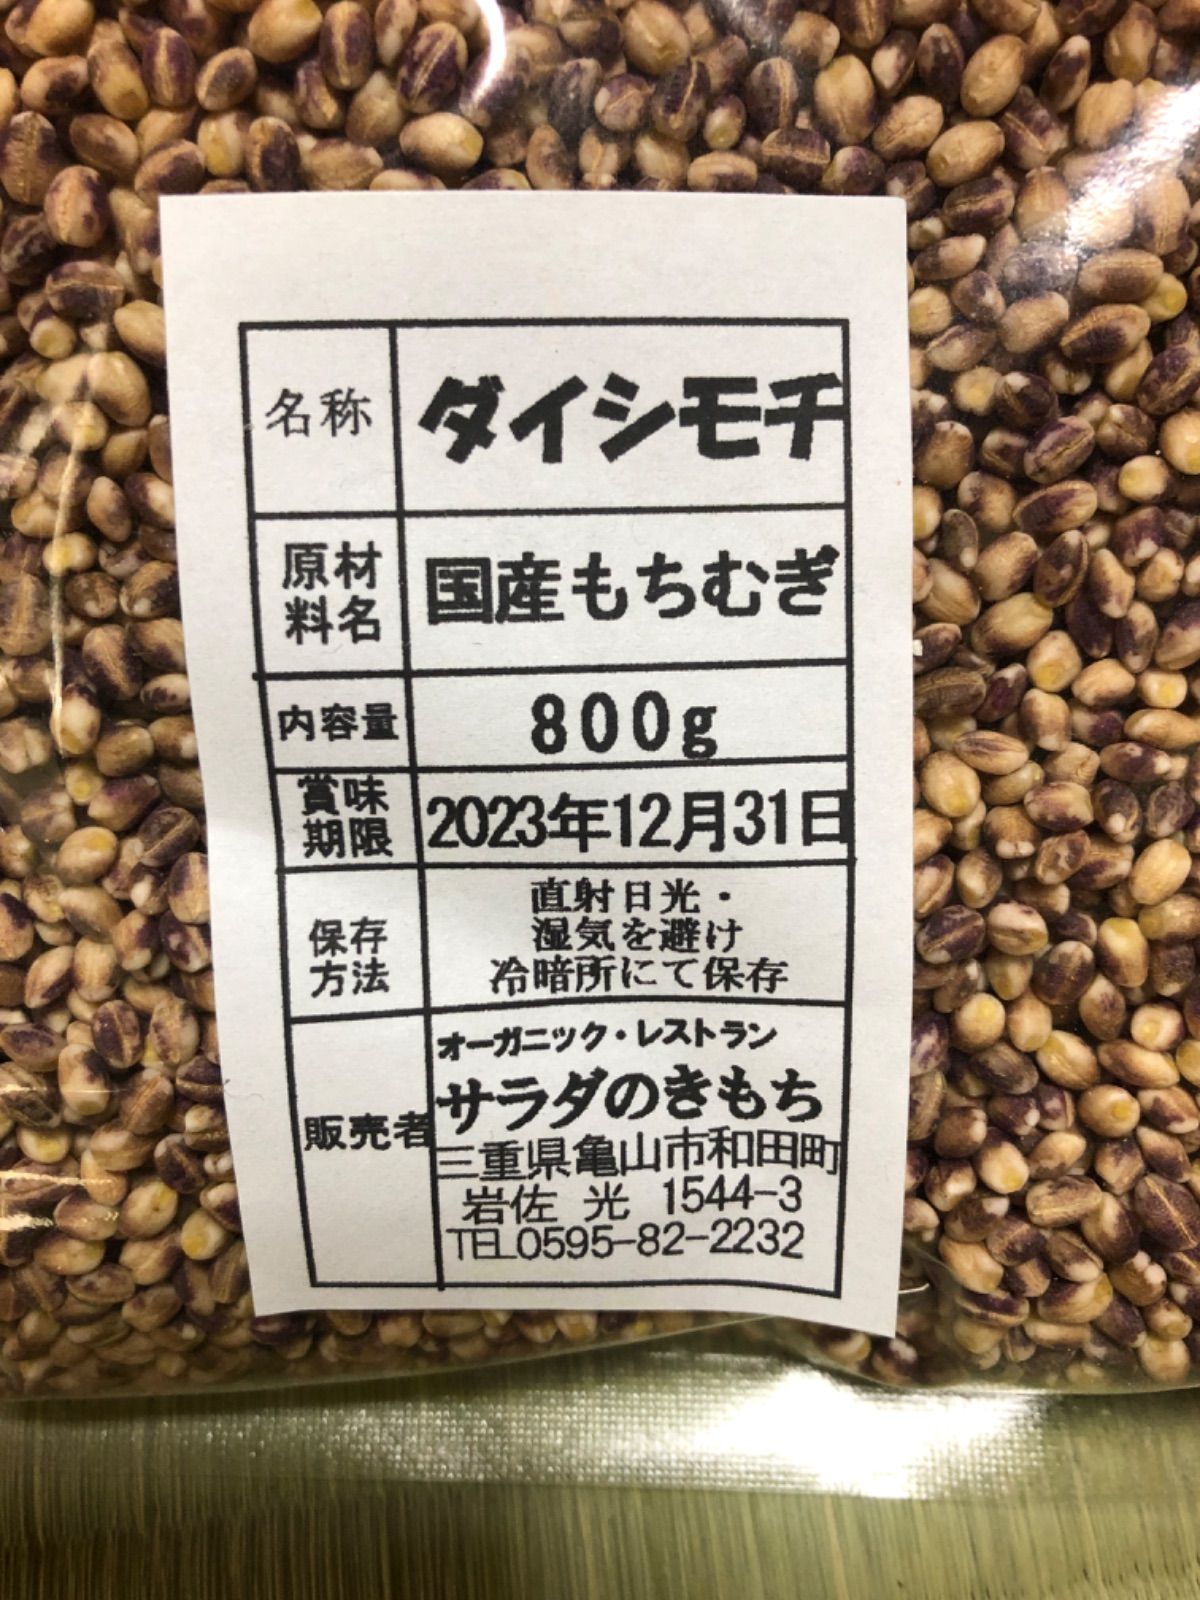 名称
ダイシモチ
原材
料名
国産もちむぎ
内容量
800g
賞味
期限
2023年12月31日
保存
方法
直射日光・
湿気を避け
冷暗所にて保存
販売者
オーガニック・レストラン
サラダのきもち
三重県亀山市和田町
岩佐 光 1544-3
TEL0595-82-2232